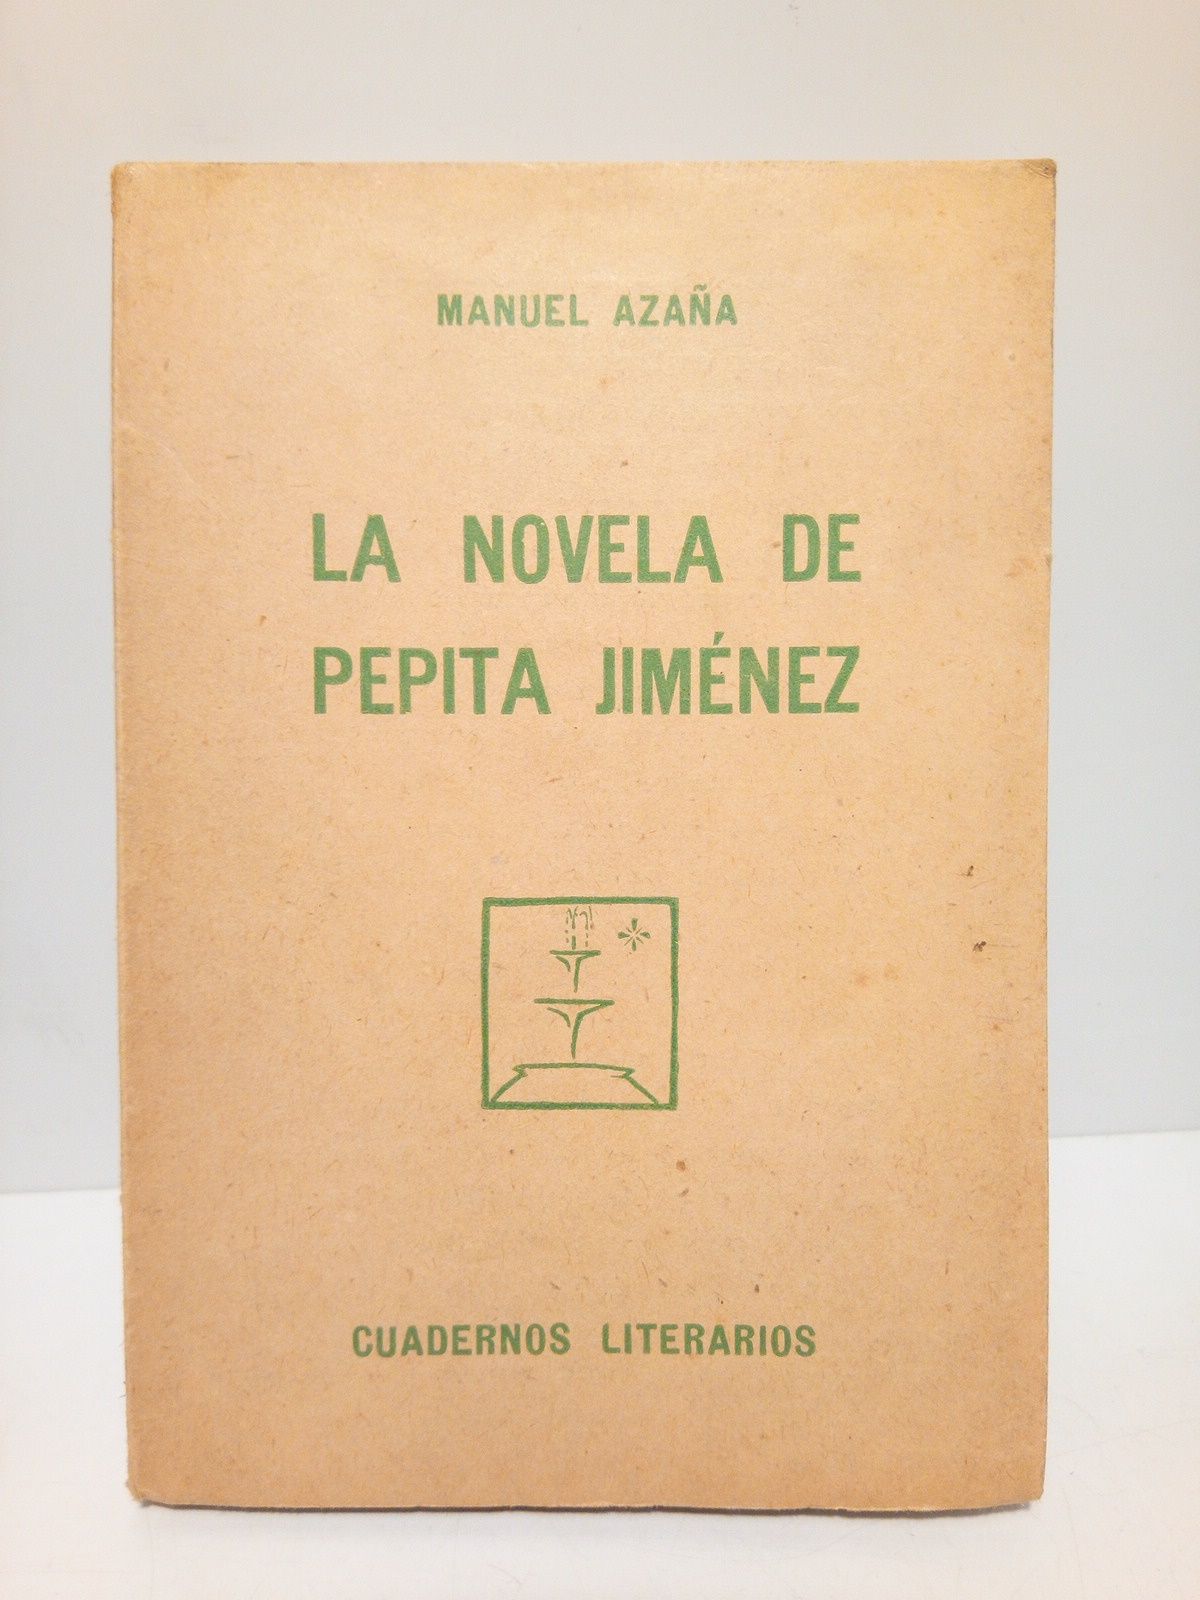 MANUEL AZAÑA
LA NOVELA DE
PEPITA JIMÉNEZ
CUADERNOS LITERARIOS